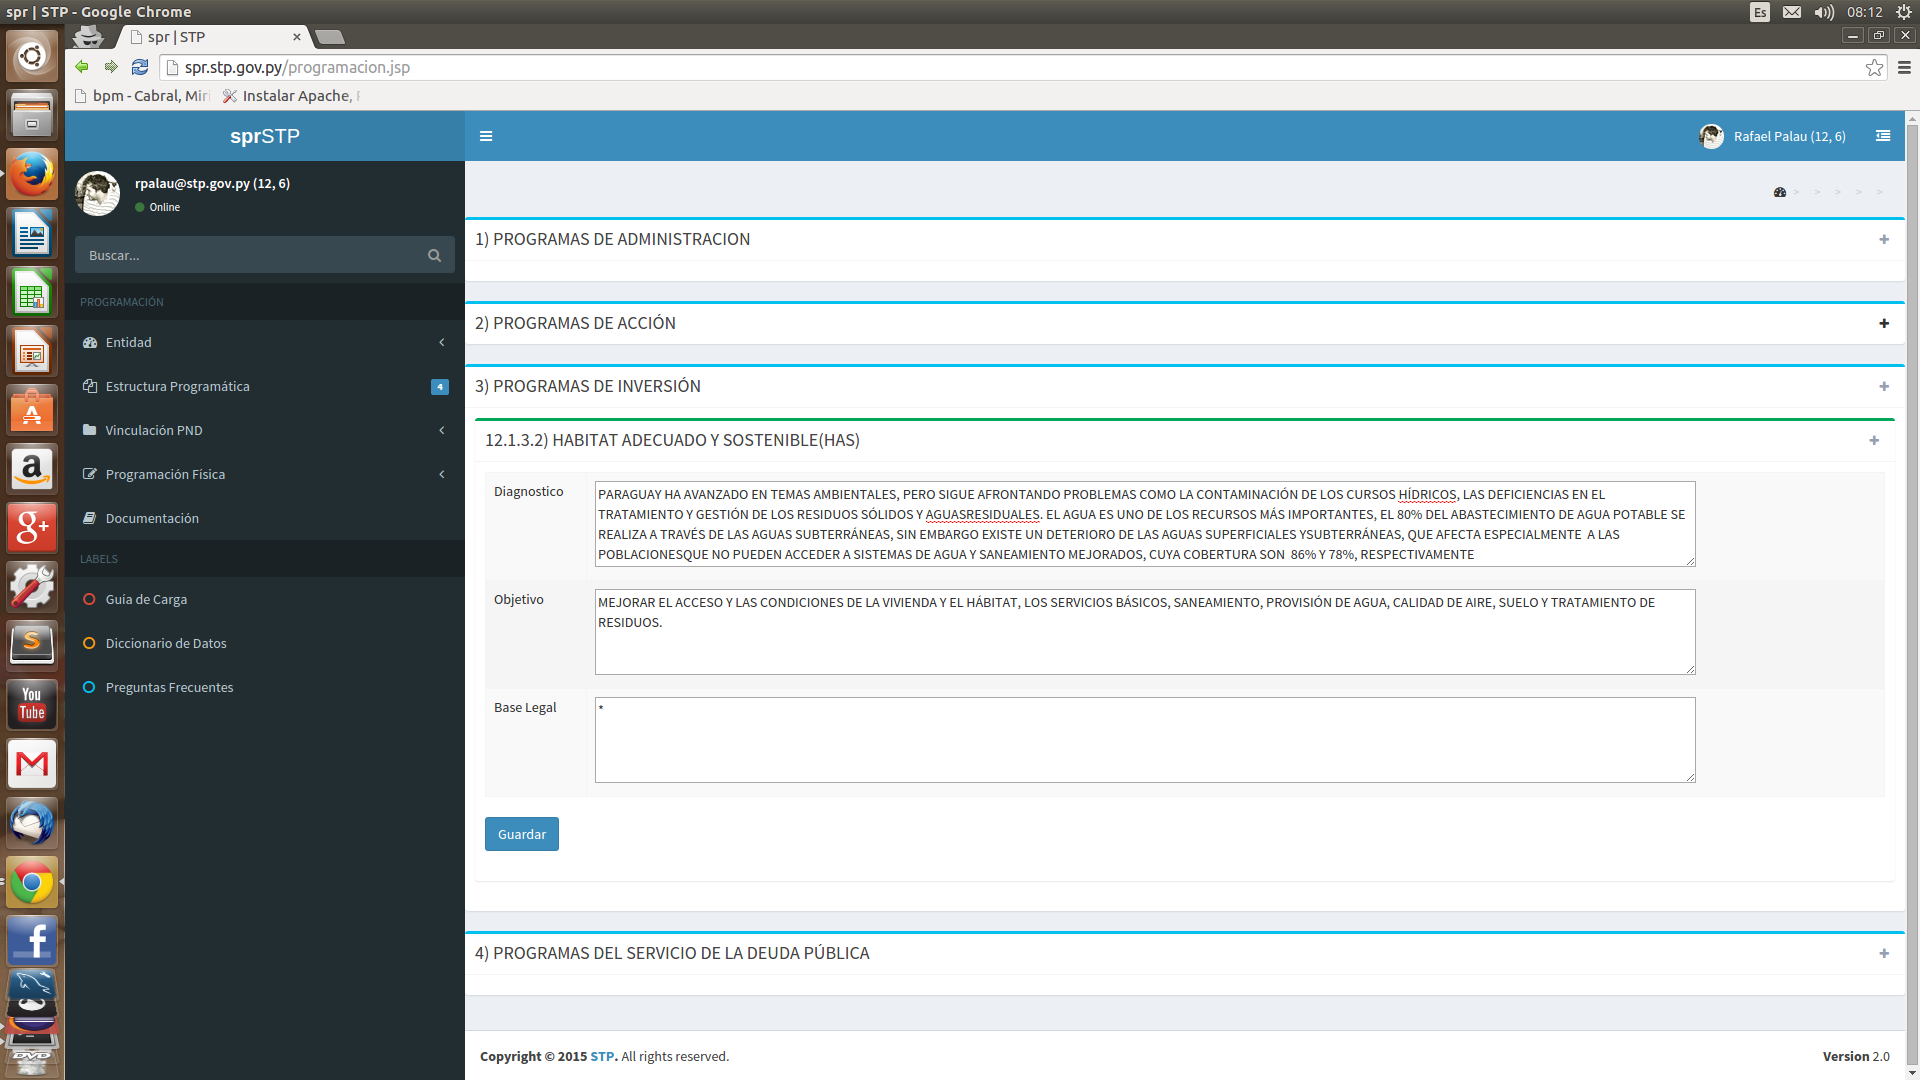 spr | STP - Google Chrome
Es
08:12
spr | STP
spr.stp.gov.py/programacion.jsp
bpm - Cabral, Miri
Instalar Apache,
sprSTP
Rafael Palau (12, 6)
rpalau@stp.gov.py (12, 6)
Online
Buscar...
PROGRAMACIÓN
Entidad
Estructura Programática
4
Vinculación PND
Programación Física
Documentación
LABELS
Guia de Carga
Diccionario de Datos
Preguntas Frecuentes
> > > > >
1) PROGRAMAS DE ADMINISTRACION
2) PROGRAMAS DE ACCIÓN
3) PROGRAMAS DE INVERSIÓN
12.1.3.2) HABITAT ADECUADO Y SOSTENIBLE(HAS)
Diagnostico
PARAGUAY HA AVANZADO EN TEMAS AMBIENTALES, PERO SIGUE AFRONTANDO PROBLEMAS COMO LA CONTAMINACIÓN DE LOS CURSOS HÍDRICOS, LAS DEFICIENCIAS EN EL
TRATAMIENTO Y GESTIÓN DE LOS RESIDUOS SÓLIDOS Y AGUASRESIDUALES. EL AGUA ES UNO DE LOS RECURSOS MÁS IMPORTANTES, EL 80% DEL ABASTECIMIENTO DE AGUA POTABLE SE
REALIZA A TRAVÉS DE LAS AGUAS SUBTERRÁNEAS, SIN EMBARGO EXISTE UN DETERIORO DE LAS AGUAS SUPERFICIALES YSUBTERRÁNEAS, QUE AFECTA ESPECIALMENTE  A LAS
POBLACIONESQUE NO PUEDEN ACCEDER A SISTEMAS DE AGUA Y SANEAMIENTO MEJORADOS, CUYA COBERTURA SON  86% Y 78%, RESPECTIVAMENTE
Objetivo
MEJORAR EL ACCESO Y LAS CONDICIONES DE LA VIVIENDA Y EL HÁBITAT, LOS SERVICIOS BÁSICOS, SANEAMIENTO, PROVISIÓN DE AGUA, CALIDAD DE AIRE, SUELO Y TRATAMIENTO DE
RESIDUOS.
Base Legal
*
Guardar
4) PROGRAMAS DEL SERVICIO DE LA DEUDA PÚBLICA
Copyright © 2015 STP. All rights reserved.
Version 2.0
a
g+
S
You
Tube
M
f
DVD